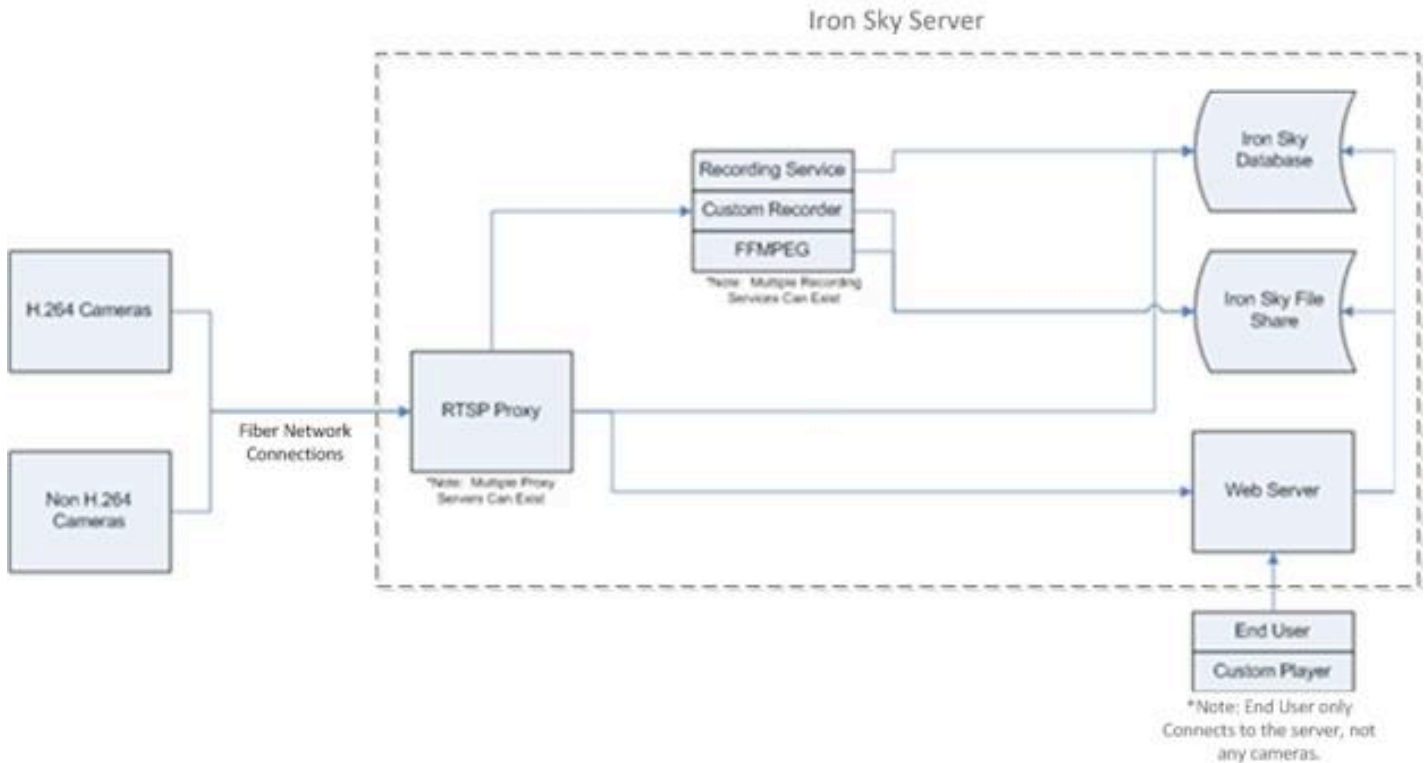 Iron Sky Server
Iron Sky
Database
Recording Service
Custom Recorder
FFMPEG
*Note: Multiple Recording
Services Can Exist
H.264 Cameras
Iron Sky File
Share
RTSP Proxy
*Note: Multiple Proxy
Servers Can Exist
Fiber Network
Connections
Non H.264
Cameras
Web Server
End User
Custom Player
*Note: End User only
Connects to the server, not
any cameras.